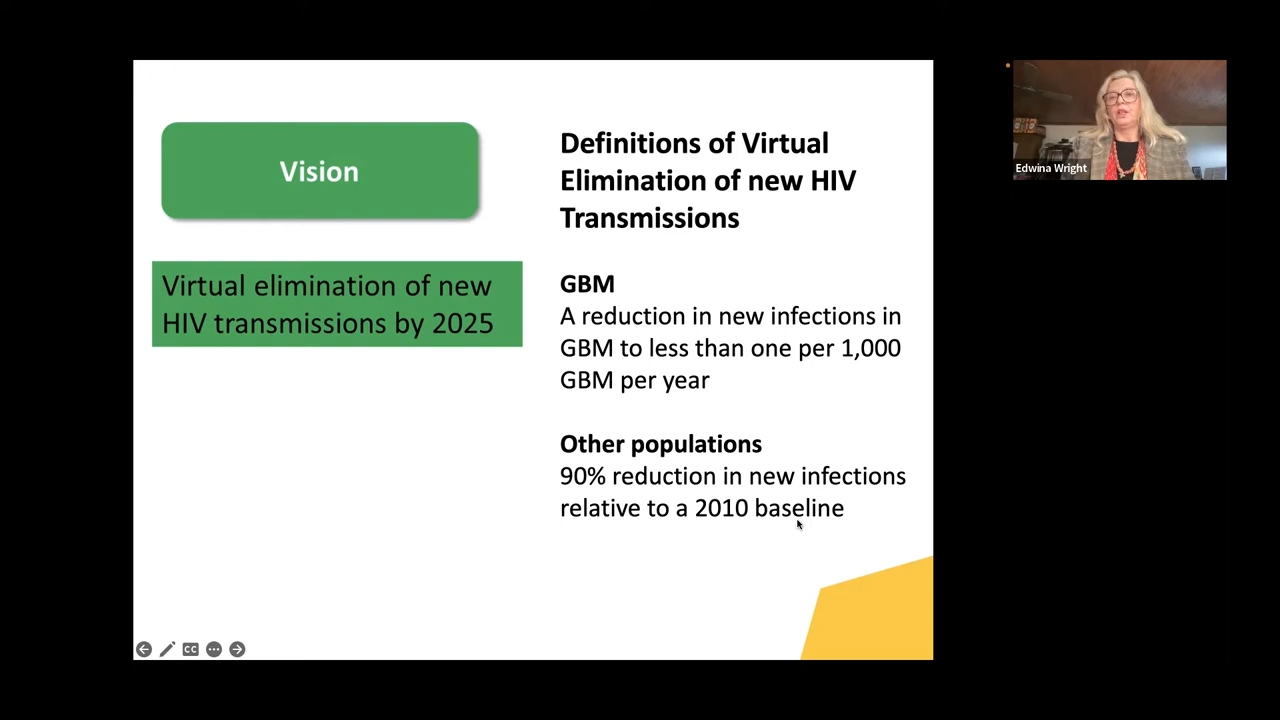 Vision
Virtual elimination of new
HIV transmissions by 2025
Definitions of Virtual
Elimination of new HIV
Transmissions
GBM
A reduction in new infections in
GBM to less than one per 1,000
GBM per year
Other populations
90% reduction in new infections
relative to a 2010 baseline
CC
Edwina Wright